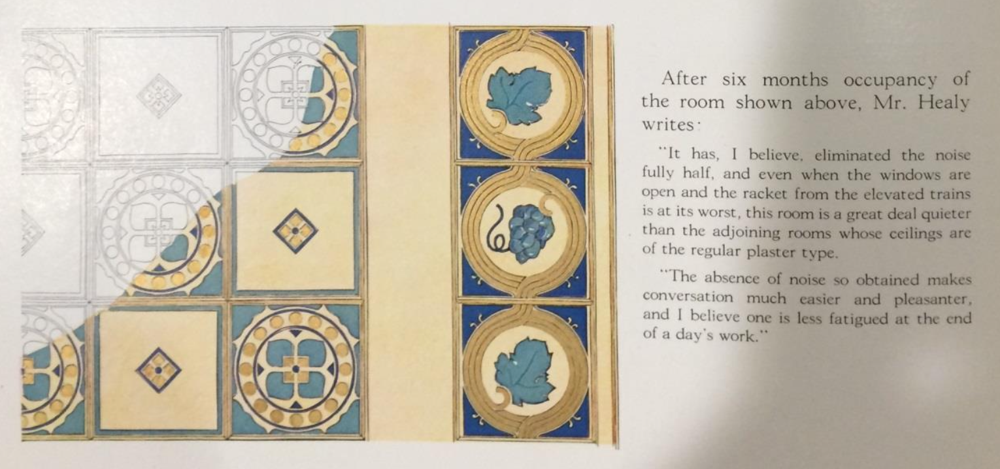 After six months occupancy of
the room shown above, Mr. Healy
writes:
"It has, I believe, eliminated the noise
fully half, and even when the windows are
open and the racket from the elevated trains
is at its worst, this room is a great deal quieter
than the adjoining rooms whose ceilings are
of the regular plaster type.
"The absence of noise so obtained makes
conversation much easier and pleasanter,
and I believe one is less fatigued at the end
of a day's work."